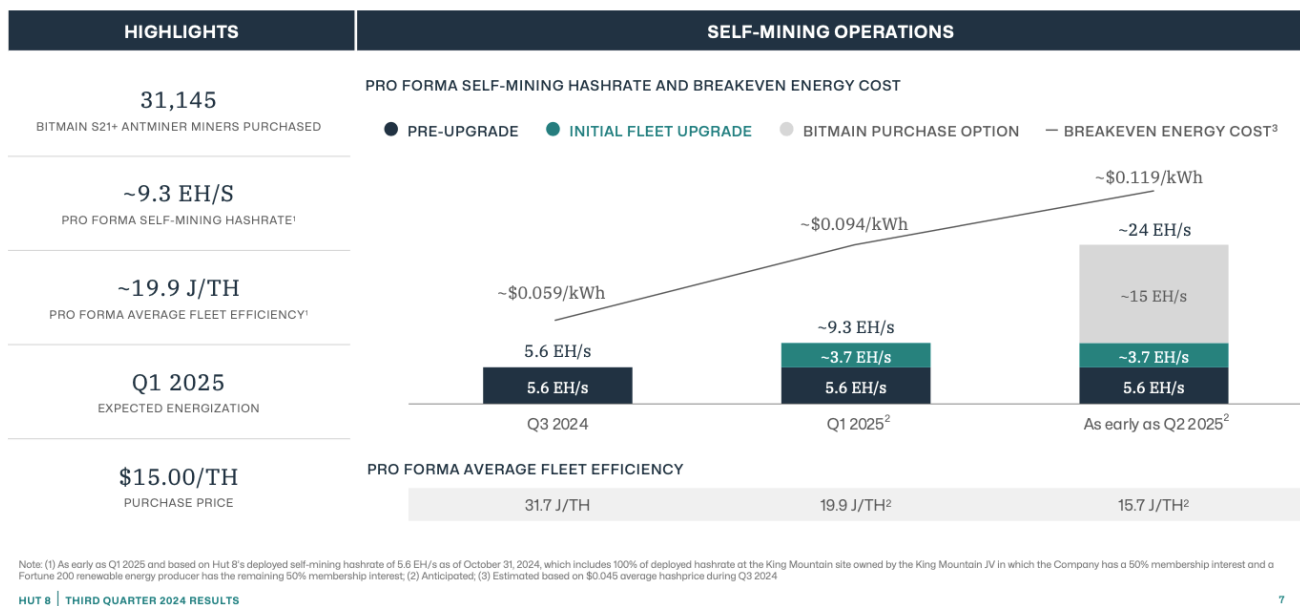 HIGHLIGHTS
31,145
BITMAIN S21+ ANTMINER MINERS PURCHASED
~9.3 EH/S
PRO FORMA SELF-MINING HASHRATE¹
~19.9 J/TH
PRO FORMA AVERAGE FLEET EFFICIENCY¹
Q1 2025
EXPECTED ENERGIZATION
$15.00/TH
PURCHASE PRICE
SELF-MINING OPERATIONS
PRO FORMA SELF-MINING HASHRATE AND BREAKEVEN ENERGY COST
PRE-UPGRADE INITIAL FLEET UPGRADE BITMAIN PURCHASE OPTION — BREAKEVEN ENERGY COST³
~$0.119/kWh
~$0.094/kWh
~24 EH/s
~$0.059/kWh
~15 EH/s
~9.3 EH/s
5.6 EH/s ~3.7 EH/s ~3.7 EH/s
5.6 EH/s 5.6 EH/s 5.6 EH/s
Q3 2024 Q1 2025² As early as Q2 2025²
PRO FORMA AVERAGE FLEET EFFICIENCY
31.7 J/TH 19.9 J/TH² 15.7 J/TH²
Note: (1) As early as Q1 2025 and based on Hut 8's deployed self-mining hashrate of 5.6 EH/s as of October 31, 2024, which includes 100% of deployed hashrate at the King Mountain site owned by the King Mountain JV in which the Company has a 50% membership interest and a
Fortune 200 renewable energy producer has the remaining 50% membership interest; (2) Anticipated; (3) Estimated based on $0.045 average hashprice during Q3 2024
HUT 8 | THIRD QUARTER 2024 RESULTS 7